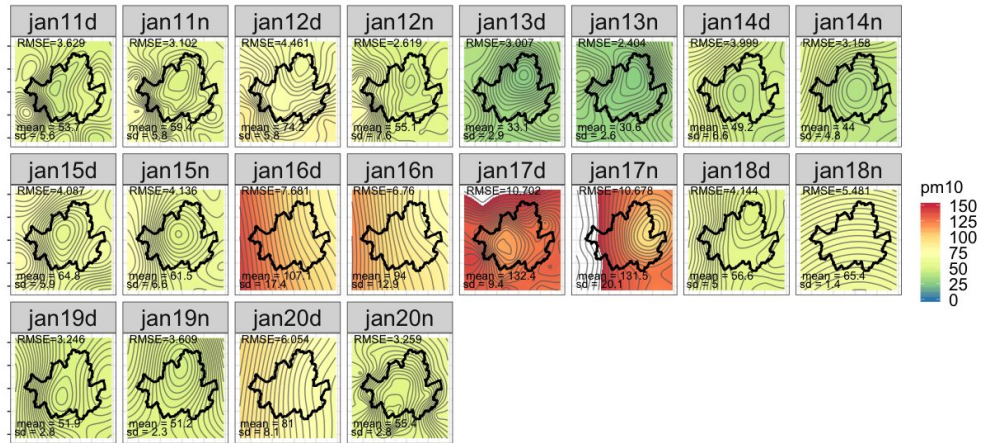 jan11d jan11n jan12d jan12n jan13d jan13n jan14d jan14n
RMSE=3.629 RMSE=3.102 RMSE=4.461 RMSE=2.619 RMSE=3.007 RMSE=2.404 RMSE=3.999 RMSE=3.158
mean = 53.7 mean = 59.4 mean = 74.2 mean = 55.1 mean = 33.1 mean = 30.6 mean = 49.2 mean = 44
sd = 5.6 sd = 5.8 sd = 5.8 sd = 7.6 sd = 2.9 sd = 2.6 sd = 6.6 sd = 4.8
jan15d jan15n jan16d jan16n jan17d jan17n jan18d jan18n
RMSE=4.087 RMSE=4.136 RMSE=7.681 RMSE=6.76 RMSE=10.702 RMSE=10.678 RMSE=4.144 RMSE=5.481
mean = 64.8 mean = 61.5 mean = 107.1 mean = 94 mean = 132.4 mean = 131.5 mean = 56.6 mean = 65.4
sd = 5.9 sd = 6.6 sd = 17.4 sd = 12.9 sd = 9.4 sd = 20.1 sd = 5 sd = 1.4
jan19d jan19n jan20d jan20n
RMSE=3.246 RMSE=3.609 RMSE=6.054 RMSE=3.259
mean = 51.9 mean = 51.2 mean = 81 mean = 55.4
sd = 2.8 sd = 2.3 sd = 8.1 sd = 2.8
pm10
150
125
100
75
50
25
0